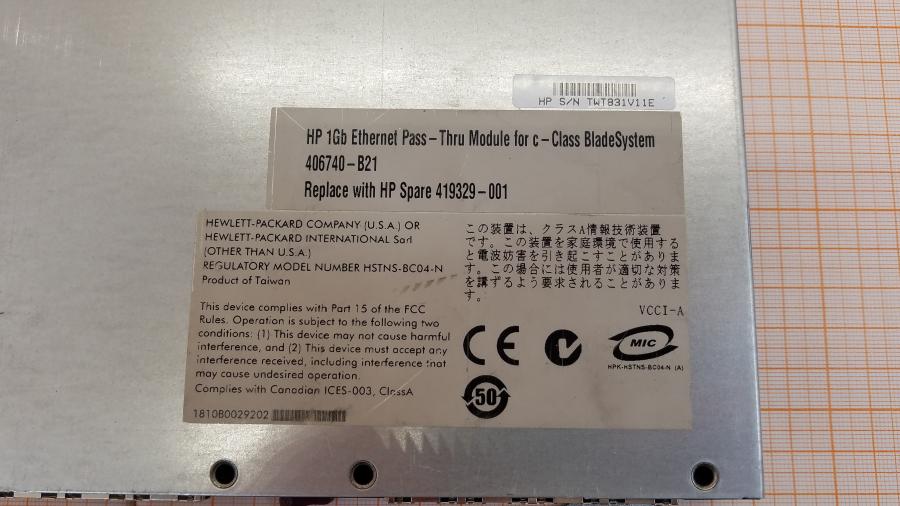 HP S/N TWT831V11E
HP 1Gb Ethernet Pass-Thru Module for c-Class BladeSystem
406740-B21
Replace with HP Spare 419329-001
HEWLETT-PACKARD COMPANY (U.S.A.) OR
HEWLETT-PACKARD INTERNATIONAL Sarl
(OTHER THAN U.S.A.)
REGULATORY MODEL NUMBER HSTNS-BC04-N
Product of Taiwan
This device complies with Part 15 of the FCC
Rules. Operation is subject to the following two
conditions: (1) This device may not cause harmful
interference, and (2) This device must accept any
interference received, including interference that
may cause undesired operation.
Complies with Canadian ICES-003, ClassA
1810B0029202
この装置は、クラスA情報技術装置
です。この装置を家庭環境で使用する
と電波妨害を引き起こすことがありま
す。この場合には使用者が適切な対策
を講ずるよう要求されることがありま
す。
VCCI-A
CE
MIC
HPK-HSTNS-BC04-N (A)
50